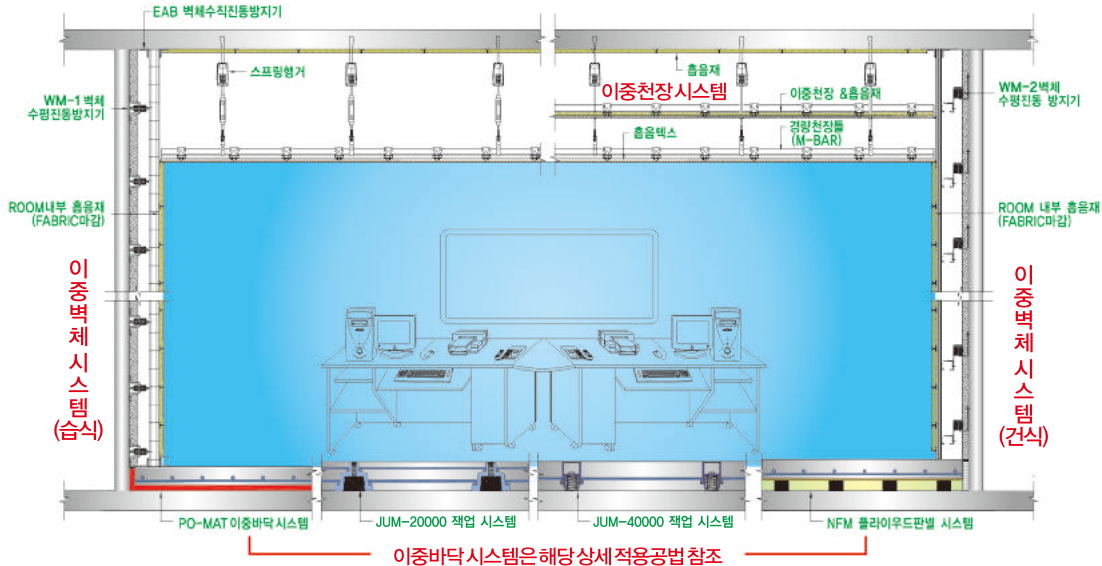 EAB 벽체수직진동방지기
스프링행거
흡음재
이중천장 시스템
WM-1 벽체
수평진동방지기
이중천장 &흡음재
WM-2벽체
수평진동 방지기
흡음텍스
경량천장틀
(M-BAR)
ROOM내부 흡음재
(FABRIC마감)
ROOM 내부 흡음재
(FABRIC마감)
이중벽체시스템
(습식)
이중벽체시스템
(건식)
PO-MAT 이중바닥 시스템
JUM-20000 잭업 시스템
JUM-40000 잭업 시스템
NFM 플라이우드판넬 시스템
이중바닥 시스템은 해당 상세 적용공법 참조